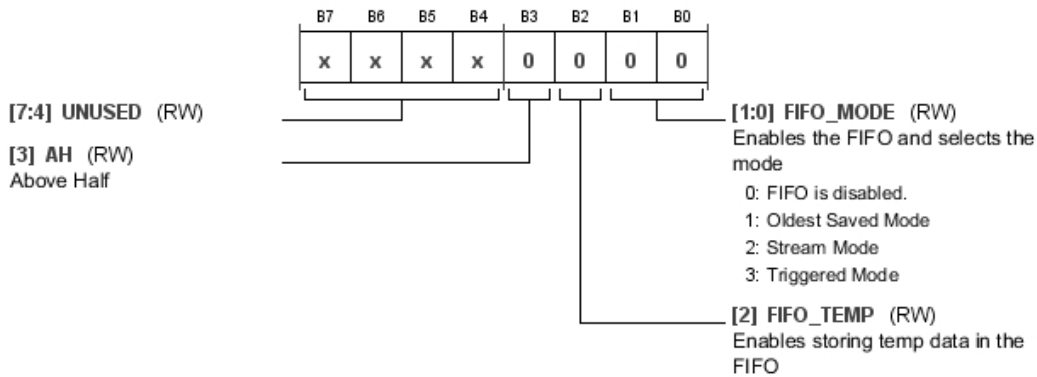 B7 B6 B5 B4 B3 B2 B1 B0
x x x x 0 0 0 0
[7:4] UNUSED (RW)
[3] AH (RW)
Above Half
[1:0] FIFO_MODE (RW)
Enables the FIFO and selects the
mode
0: FIFO is disabled.
1: Oldest Saved Mode
2: Stream Mode
3: Triggered Mode
[2] FIFO_TEMP (RW)
Enables storing temp data in the
FIFO